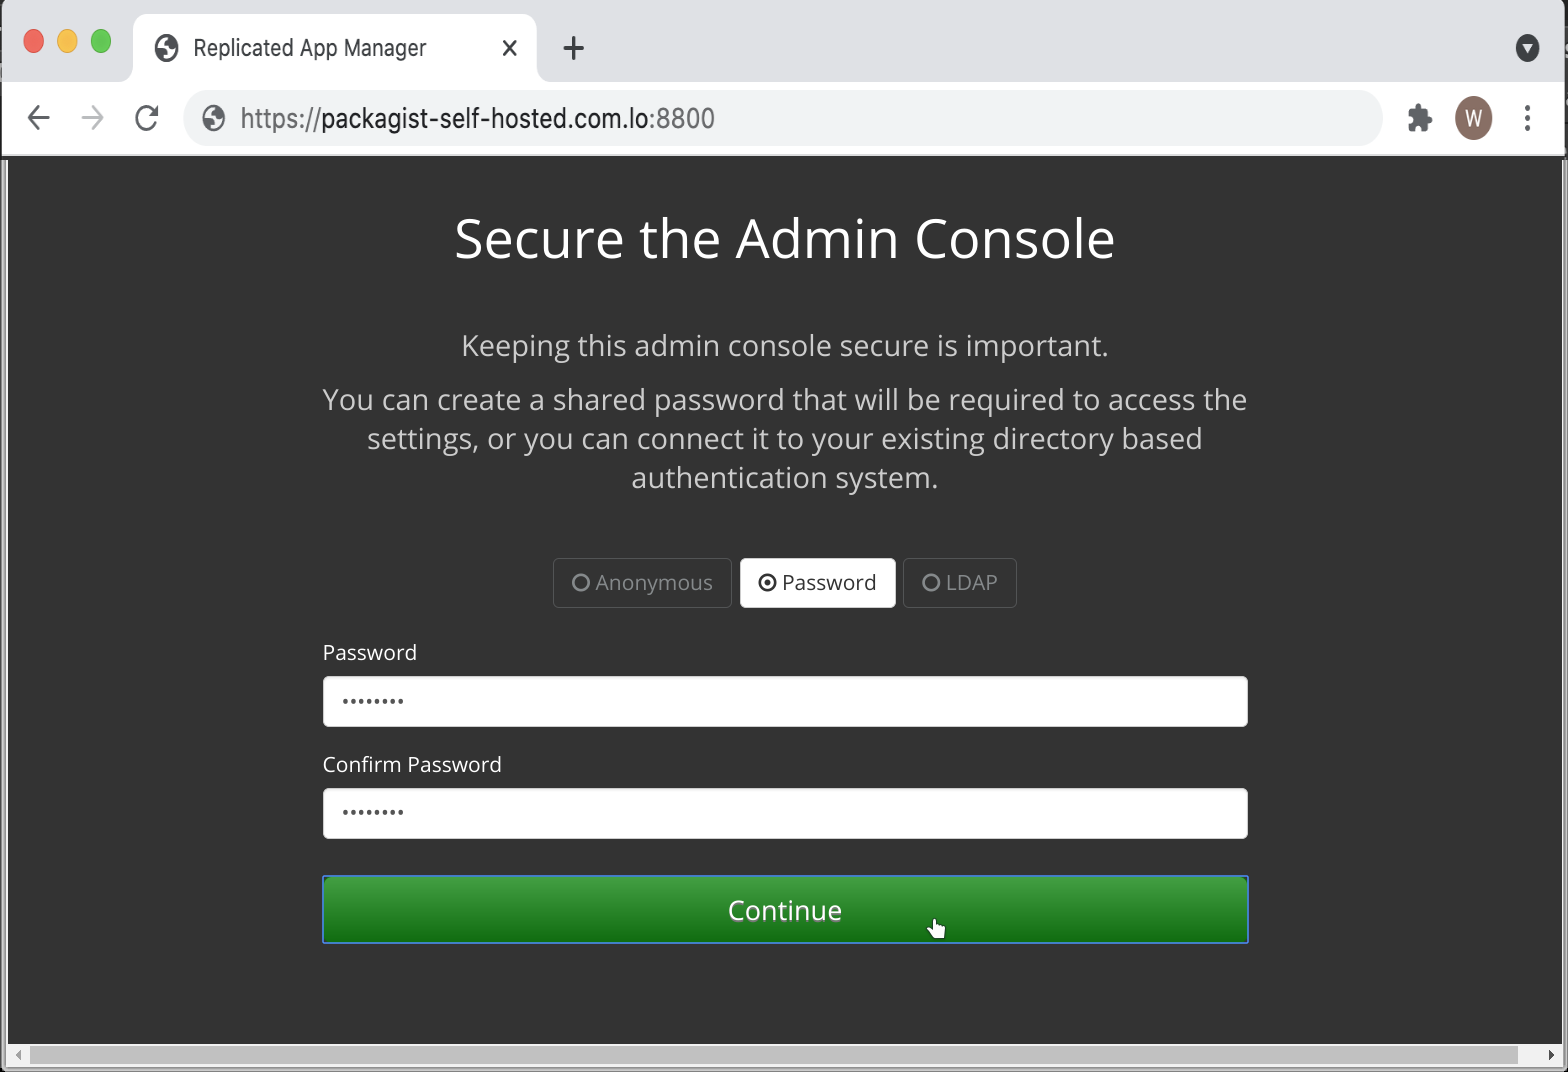 Replicated App Manager
https://packagist-self-hosted.com.lo:8800
W
Secure the Admin Console
Keeping this admin console secure is important.
You can create a shared password that will be required to access the
settings, or you can connect it to your existing directory based
authentication system.
Anonymous Password LDAP
Password
••••••••
Confirm Password
••••••••
Continue